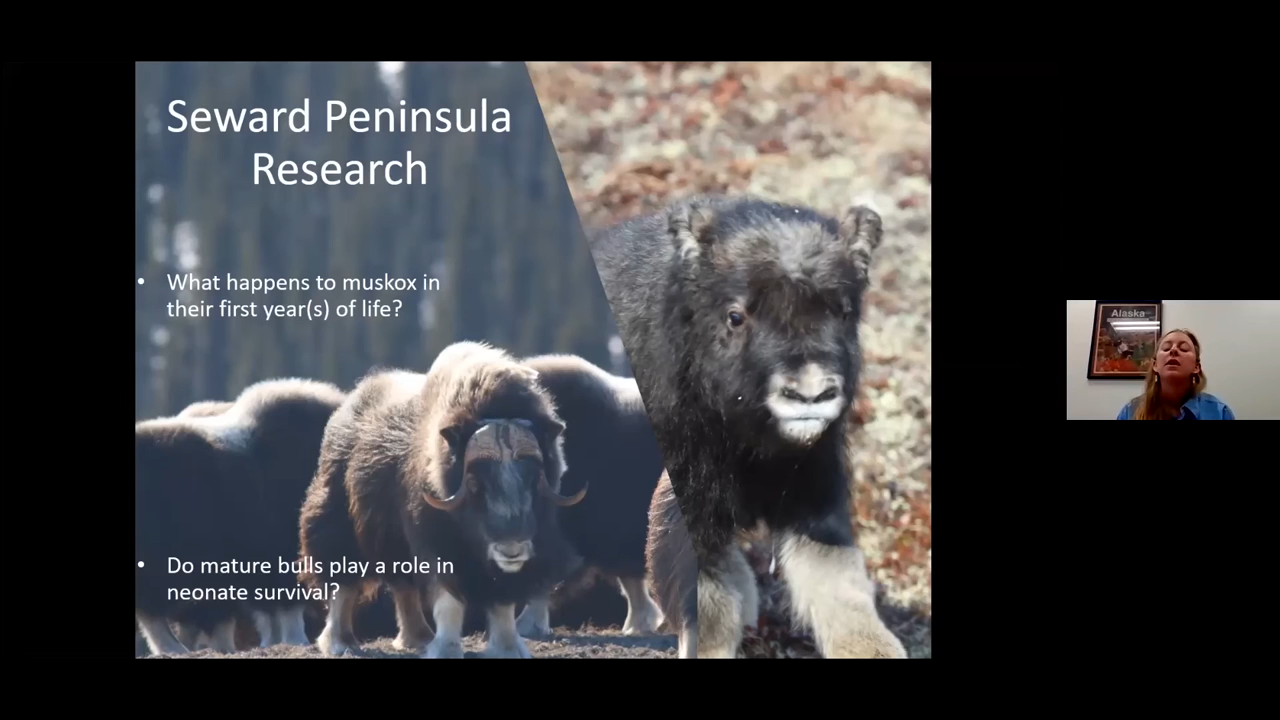 Seward Peninsula
Research
• What happens to muskox in
their first year(s) of life?
• Do mature bulls play a role in
neonate survival?
Alaska